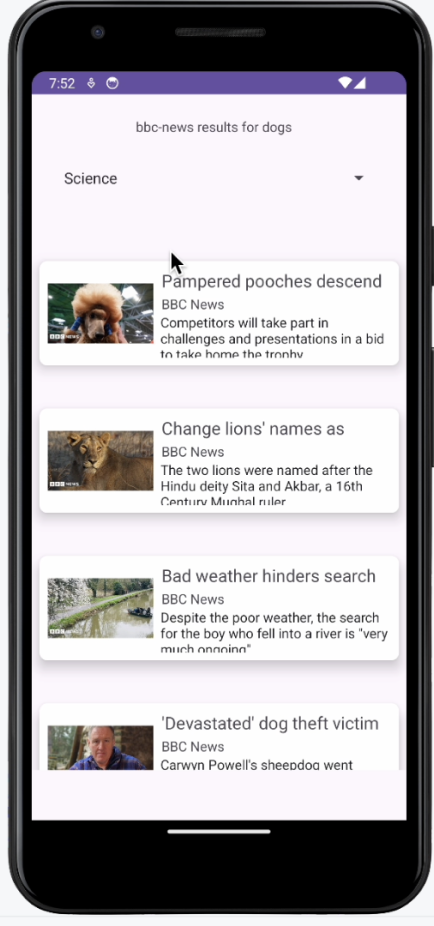 7:52
bbc-news results for dogs
Science
Pampered pooches descend
BBC News
Competitors will take part in
challenges and presentations in a bid
to take home the trophy
BBC NEWS
Change lions' names as
BBC News
The two lions were named after the
Hindu deity Sita and Akbar, a 16th
Century Mughal ruler
BBC NEWS
Bad weather hinders search
BBC News
Despite the poor weather, the search
for the boy who fell into a river is "very
much ongoing"
BBC NEWS
'Devastated' dog theft victim
BBC News
Carwyn Powell's sheepdog went